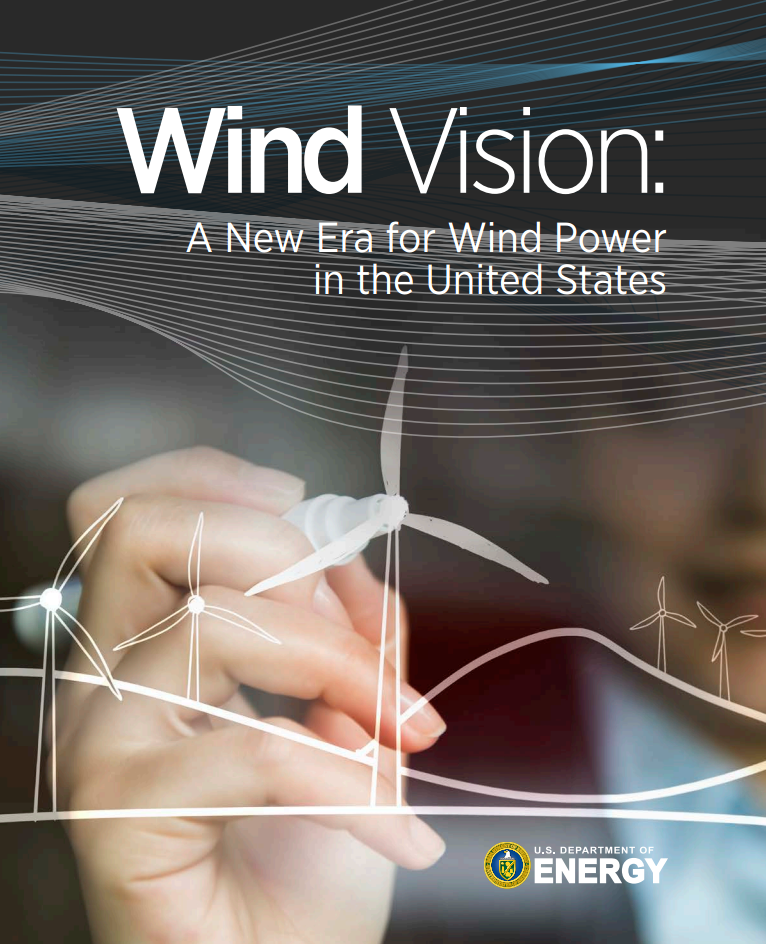 Wind Vision:
A New Era for Wind Power
in the United States
U.S. DEPARTMENT OF
ENERGY